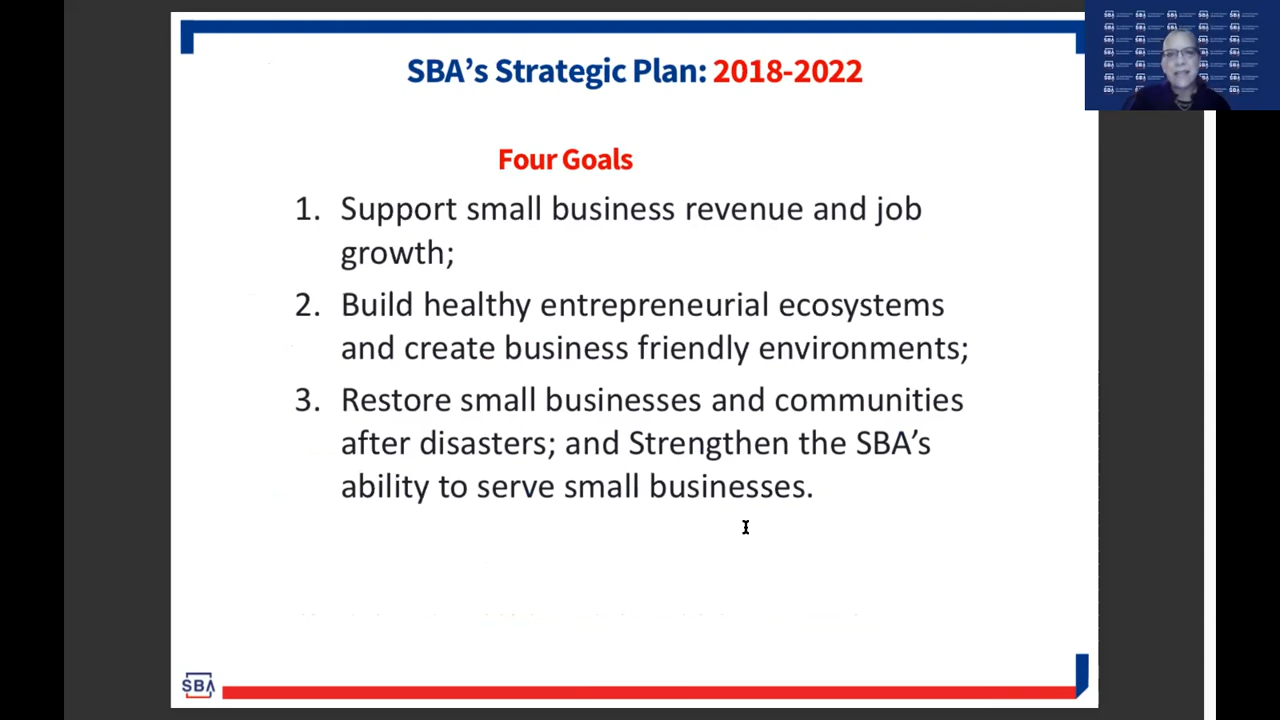 SBA's Strategic Plan: 2018-2022
Four Goals
1. Support small business revenue and job
growth;
2. Build healthy entrepreneurial ecosystems
and create business friendly environments;
3. Restore small businesses and communities
after disasters; and Strengthen the SBA's
ability to serve small businesses.
SBA